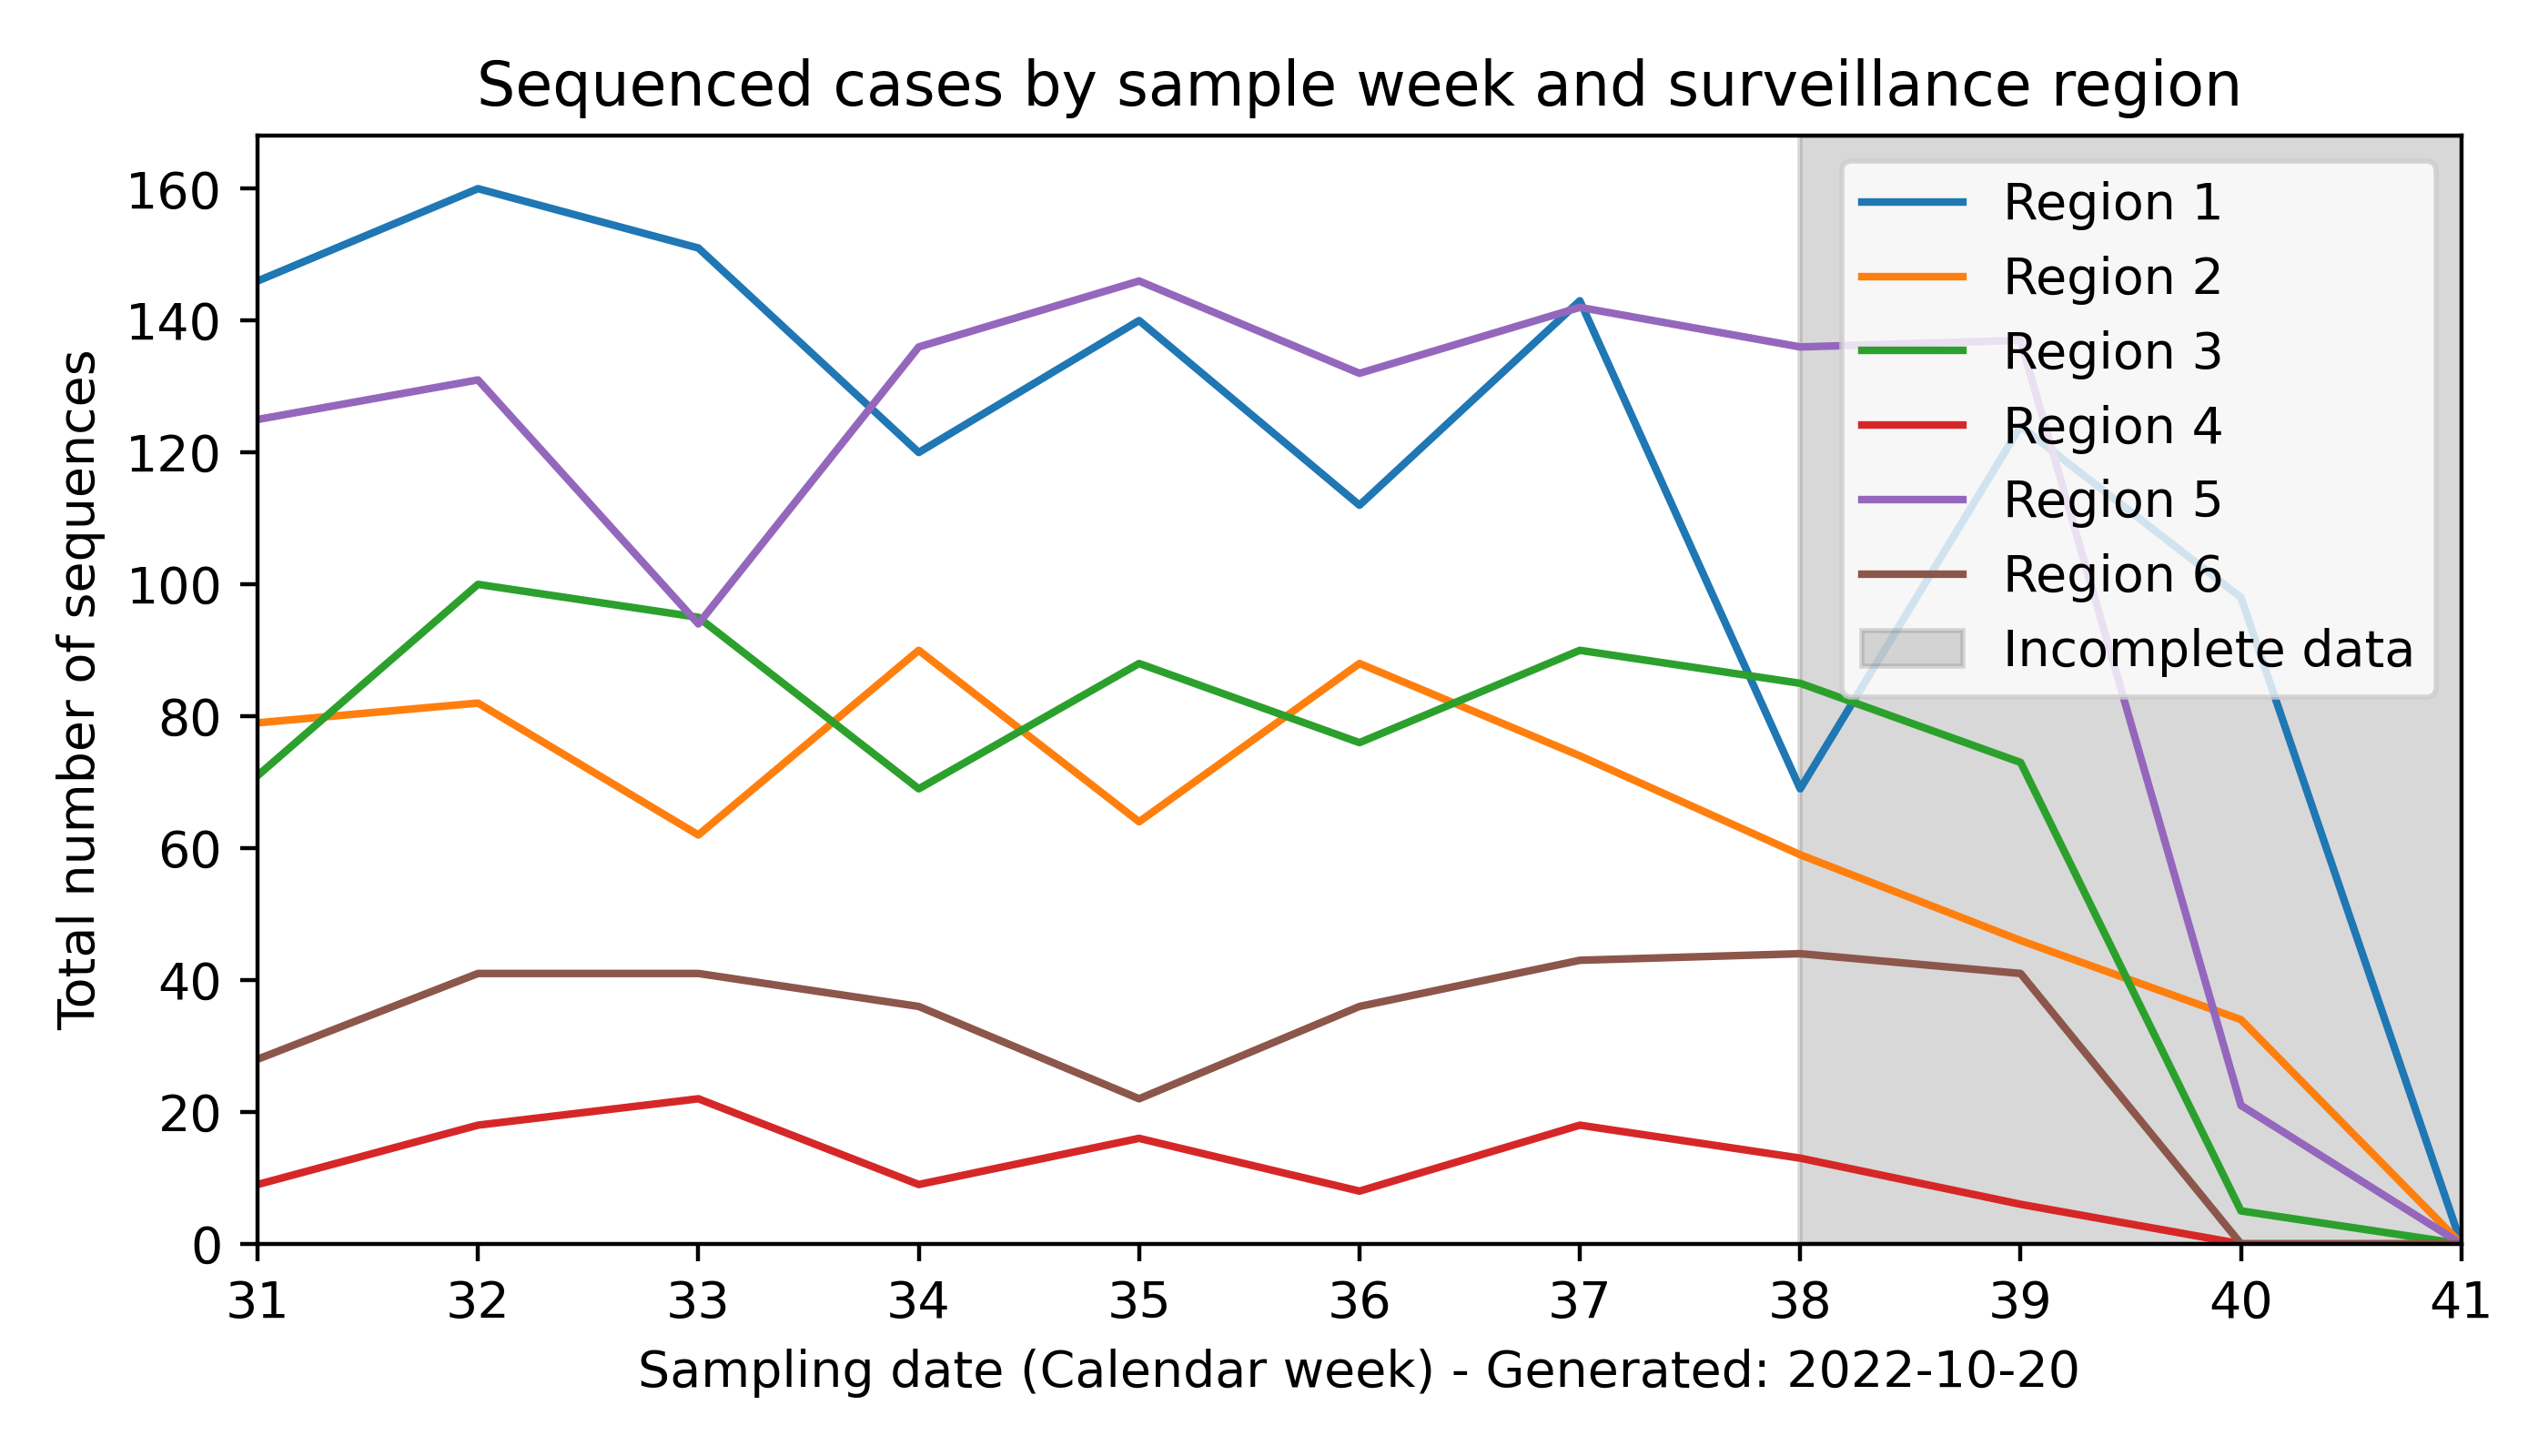 Sequenced cases by sample week and surveillance region
Total number of sequences
160
140
120
100
80
60
40
20
0
Region 1
Region 2
Region 3
Region 4
Region 5
Region 6
Incomplete data
31 32 33 34 35 36 37 38 39 40 41
Sampling date (Calendar week) - Generated: 2022-10-20